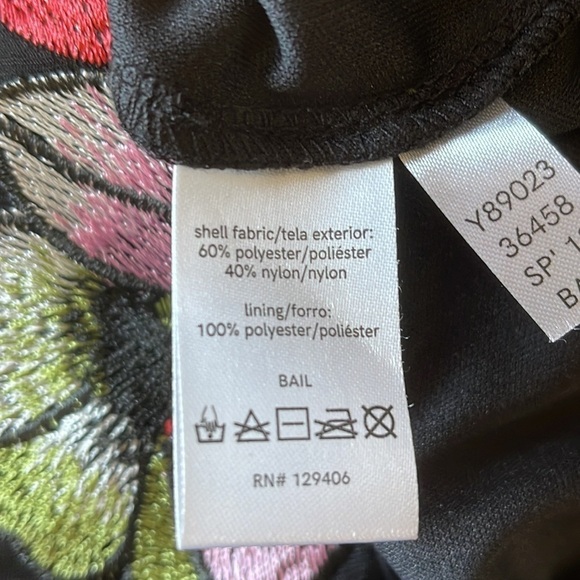 shell fabric/tela exterior:
60% polyester/poliéster
40% nylon/nylon
lining/forro:
100% polyester/poliéster
BAIL
RN# 129406
Y89023
36458
SP'